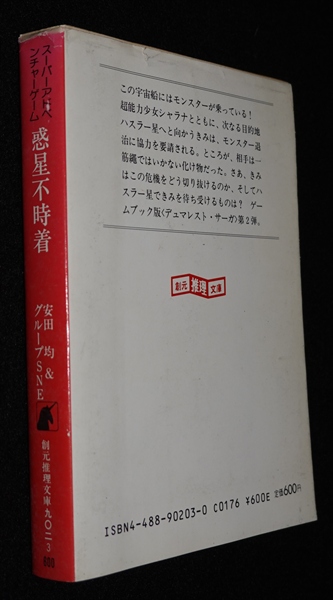 スーパーアドベ
ンチャーゲーム
惑星不時着
安田 均 &
グループSNE
創元推理文庫 九〇二 3
600
この宇宙船にはモンスターが乗っている!
超能力少女シャラナとともに、次なる目的地
ハスラー星へと向かうきみは、モンスター退
治に協力を要請される。ところが、相手は一
筋縄ではいかない化け物だった。さあ、きみ
はこの危機をどう切り抜けるのか、そしてハ
スラー星できみを待ち受けるものは? ゲー
ムブック版〈デュマレスト・サーガ〉第2弾。
創元 推理 文庫
ISBN4-488-90203-0 C0176 ¥600E 定価600円